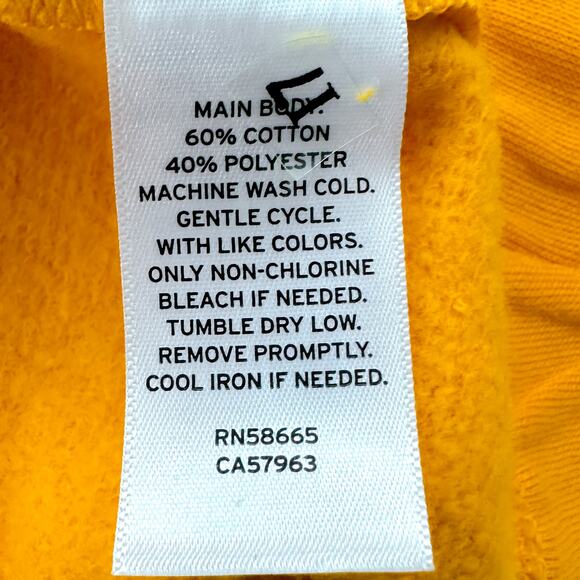 MAIN BODY:
60% COTTON
40% POLYESTER
MACHINE WASH COLD.
GENTLE CYCLE.
WITH LIKE COLORS.
ONLY NON-CHLORINE
BLEACH IF NEEDED.
TUMBLE DRY LOW.
REMOVE PROMPTLY.
COOL IRON IF NEEDED.
RN58665
CA57963